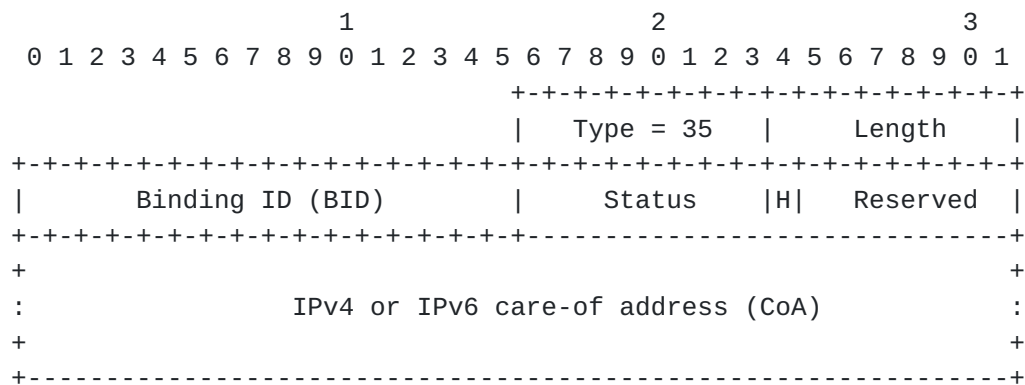 1                   2                   3
 0 1 2 3 4 5 6 7 8 9 0 1 2 3 4 5 6 7 8 9 0 1 2 3 4 5 6 7 8 9 0 1
                                +-+-+-+-+-+-+-+-+-+-+-+-+-+-+-+-+
                                |   Type = 35   |     Length    |
+-+-+-+-+-+-+-+-+-+-+-+-+-+-+-+-+-+-+-+-+-+-+-+-+-+-+-+-+-+-+-+-+
|       Binding ID (BID)        |     Status    |H|   Reserved  |
+-+-+-+-+-+-+-+-+-+-+-+-+-+-+-+-+-------------------------------+
+                                                               +
:                 IPv4 or IPv6 care-of address (CoA)            :
+                                                               +
+---------------------------------------------------------------+